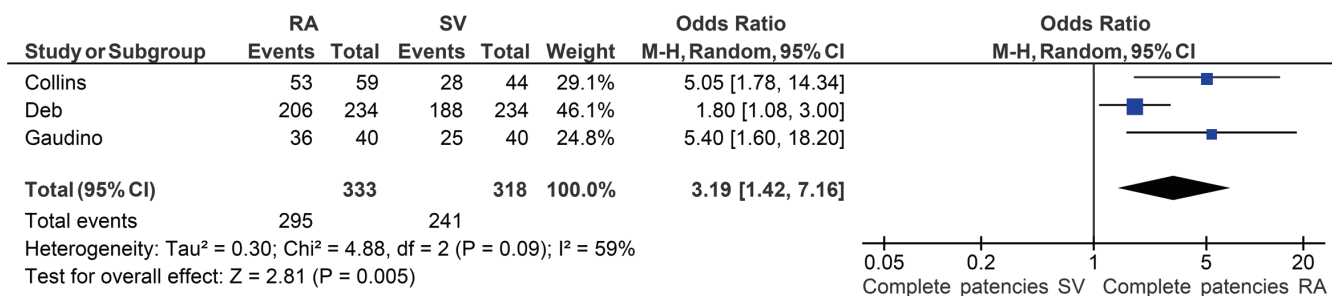 RA SV Odds Ratio Odds Ratio
Study or Subgroup Events Total Events Total Weight M-H, Random, 95% CI M-H, Random, 95% CI
Collins 53 59 28 44 29.1% 5.05 [1.78, 14.34]
Deb 206 234 188 234 46.1% 1.80 [1.08, 3.00]
Gaudino 36 40 25 40 24.8% 5.40 [1.60, 18.20]
Total (95% CI) 333 318 100.0% 3.19 [1.42, 7.16]
Total events 295 241
Heterogeneity: Tau² = 0.30; Chi² = 4.88, df = 2 (P = 0.09); I² = 59%
Test for overall effect: Z = 2.81 (P = 0.005)
0.05 0.2 1 5 20
Complete patencies SV Complete patencies RA